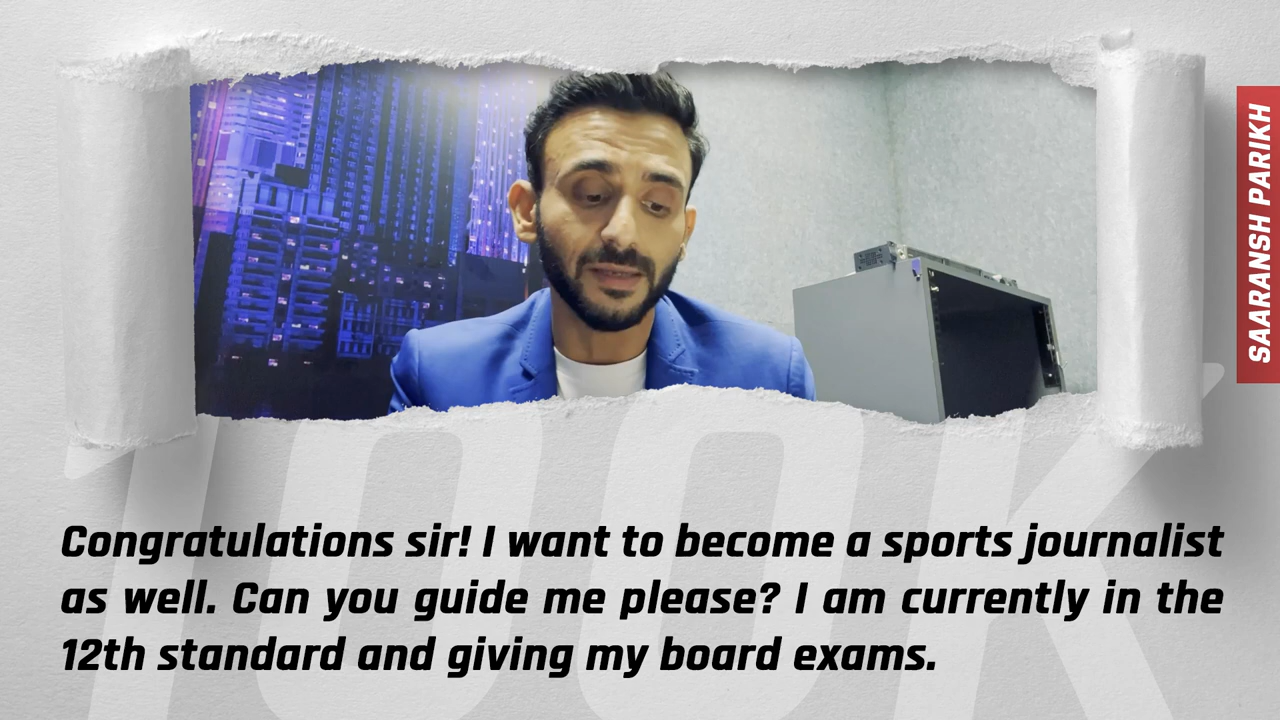 SAARANSH PARIKH
100K
Congratulations sir! I want to become a sports journalist
as well. Can you guide me please? I am currently in the
12th standard and giving my board exams.